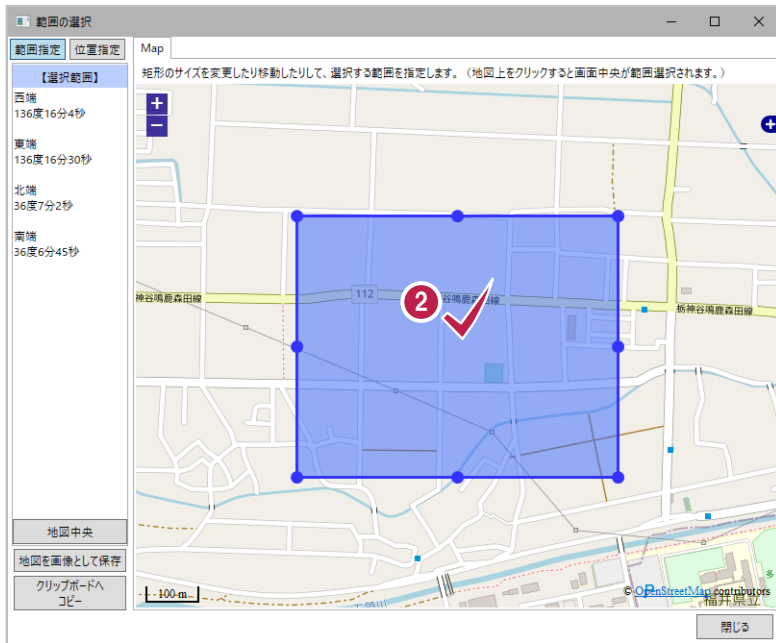 範囲の選択
範囲指定 位置指定
【選択範囲】
西端
136度16分4秒
東端
136度16分30秒
北端
36度7分2秒
南端
36度6分45秒
地図中央
地図を画像として保存
クリップボードへ
コピー
Map
矩形のサイズを変更したり移動したりして、選択する範囲を指定します。（地図上をクリックすると画面中央が範囲選択されます。）
+
−
+
112
2
神谷鳴鹿森田線
谷鳴鹿森田線
栃神谷鳴鹿森田線
100 m
P
多
© OpenStreetMap contributors
福井県立
閉じる